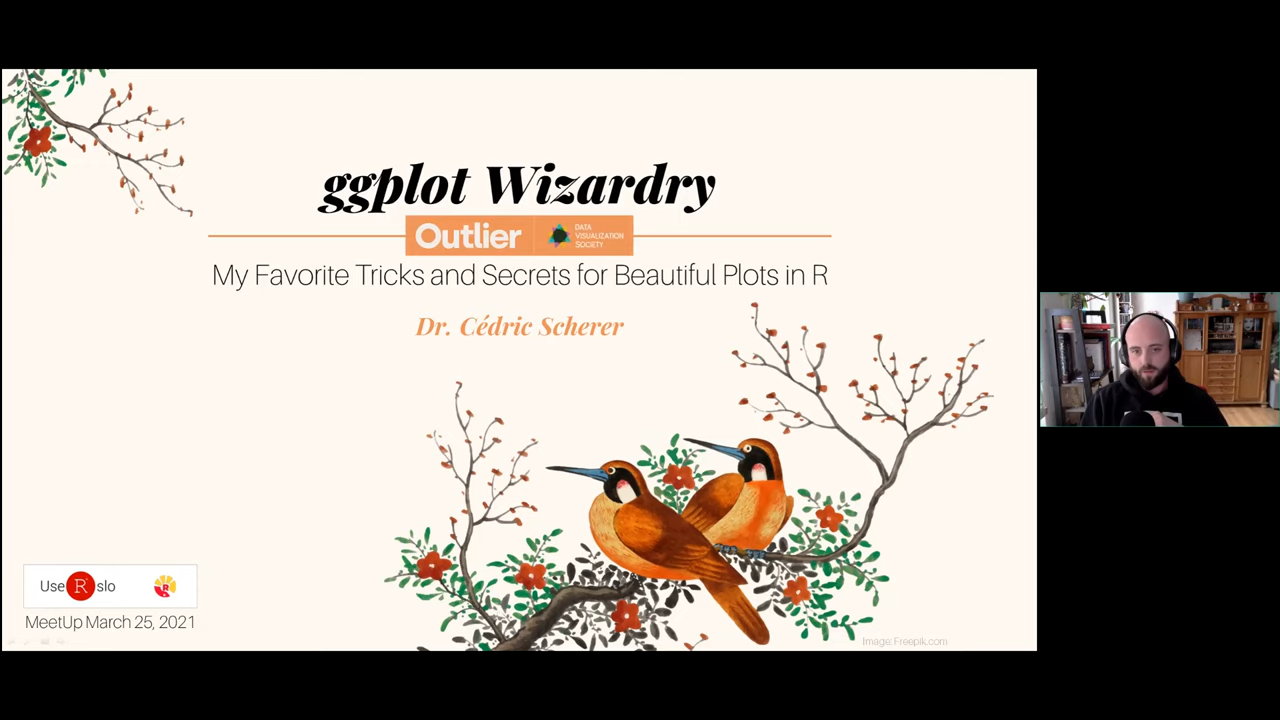 ggplot Wizardry
Outlier
DATA
VISUALIZATION
SOCIETY
My Favorite Tricks and Secrets for Beautiful Plots in R
Dr. Cédric Scherer
Use R slo
R
MeetUp March 25, 2021
Image: Freepik.com